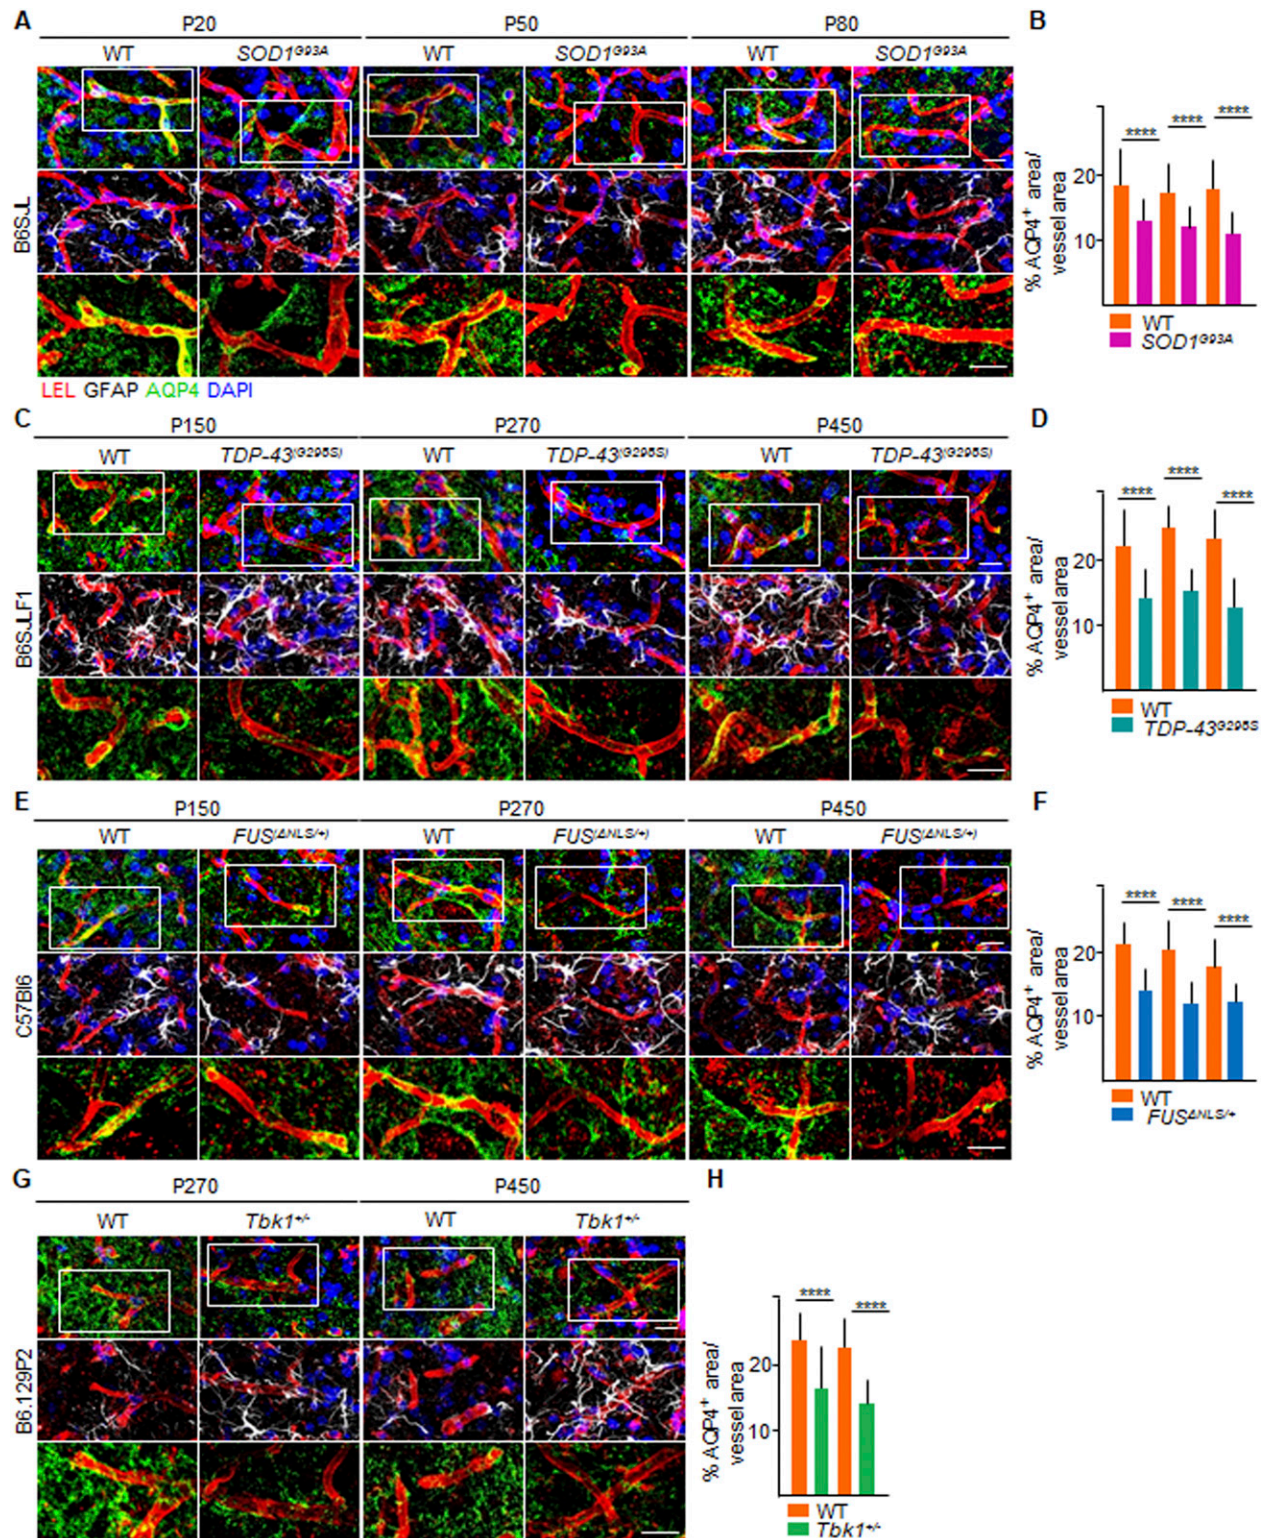 A
P20
P50
P80
WT
SOD1ᴳ⁹³ᴬ
WT
SOD1ᴳ⁹³ᴬ
WT
SOD1ᴳ⁹³ᴬ
B6SJL
LEL GFAP AQP4 DAPI
B
% AQP4⁺ area/
vessel area
20
10
****
****
****
WT
SOD1ᴳ⁹³ᴬ
C
P150
P270
P450
WT
TDP-43⁽ᴳ²⁹⁸ˢ⁾
WT
TDP-43⁽ᴳ²⁹⁸ˢ⁾
WT
TDP-43⁽ᴳ²⁹⁸ˢ⁾
B6SJLF1
D
% AQP4⁺ area/
vessel area
20
10
****
****
****
WT
TDP-43ᴳ²⁹⁸ˢ
E
P150
P270
P450
WT
FUS⁽ΔNLS/+⁾
WT
FUS⁽ΔNLS/+⁾
WT
FUS⁽ΔNLS/+⁾
C57Bl6
F
% AQP4⁺ area/
vessel area
20
10
****
****
****
WT
FUSΔNLS/+
G
P270
P450
WT
Tbk1⁺/⁻
WT
Tbk1⁺/⁻
B6.129P2
H
% AQP4⁺ area/
vessel area
20
10
****
****
WT
Tbk1⁺/⁻